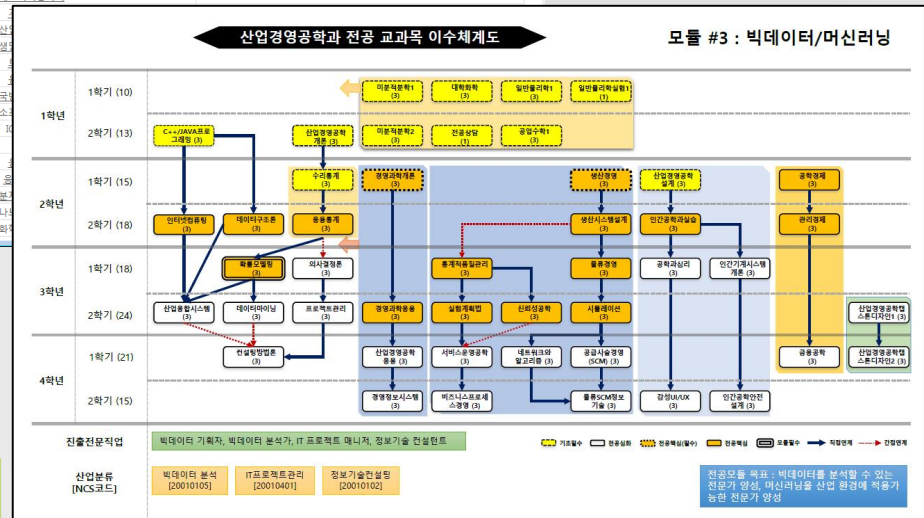 산업경영공학과 전공 교과목 이수체계도
모듈 #3 : 빅데이터/머신러닝
1학년
1학기 (10)
미분적분학1
(3)
대학화학
(3)
일반물리학1
(3)
일반물리학실험1
(1)
2학기 (13)
C++/JAVA프로
그래밍 (3)
산업경영공학
개론 (3)
미분적분학2
(3)
전공상담
(1)
공업수학1
(3)
2학년
1학기 (15)
수리통계
(3)
경영과학개론
(3)
생산경영
(3)
산업경영공학
설계 (3)
공학경제
(3)
2학기 (18)
인터넷컴퓨팅
(3)
데이터구조론
(3)
응용통계
(3)
생산시스템설계
(3)
인간공학과실습
(3)
관리경제
(3)
3학년
1학기 (18)
확률모델링
(3)
의사결정론
(3)
통계적품질관리
(3)
물류경영
(3)
공학과심리
(3)
인간기계시스템
개론 (3)
2학기 (24)
산업융합시스템
(3)
데이터마이닝
(3)
프로젝트관리
(3)
경영과학응용
(3)
실험계획법
(3)
신뢰성공학
(3)
시뮬레이션
(3)
산업경영공학캡
스톤디자인1 (3)
4학년
1학기 (21)
컨설팅방법론
(3)
산업경영공학
응용 (3)
서비스운영공학
(3)
네트워크와
알고리즘 (3)
공급사슬경영
(SCM) (3)
금융공학
(3)
산업경영공학캡
스톤디자인2 (3)
2학기 (15)
경영정보시스템
(3)
비즈니스프로세
스경영 (3)
물류SCM정보
기술 (3)
감성UI/UX
(3)
인간공학안전
설계 (3)
진출전문직업
빅데이터 기획자, 빅데이터 분석가, IT 프로젝트 매니저, 정보기술 컨설턴트
기초필수
전공심화
전공핵심(필수)
전공핵심
모듈필수
직접연계
간접연계
산업분류
[NCS코드]
빅데이터 분석
[20010105]
IT프로젝트관리
[20010401]
정보기술컨설팅
[20010102]
전공모듈 목표 : 빅데이터를 분석할 수 있는
전문가 양성, 머신러닝을 산업 환경에 적용가
능한 전문가 양성